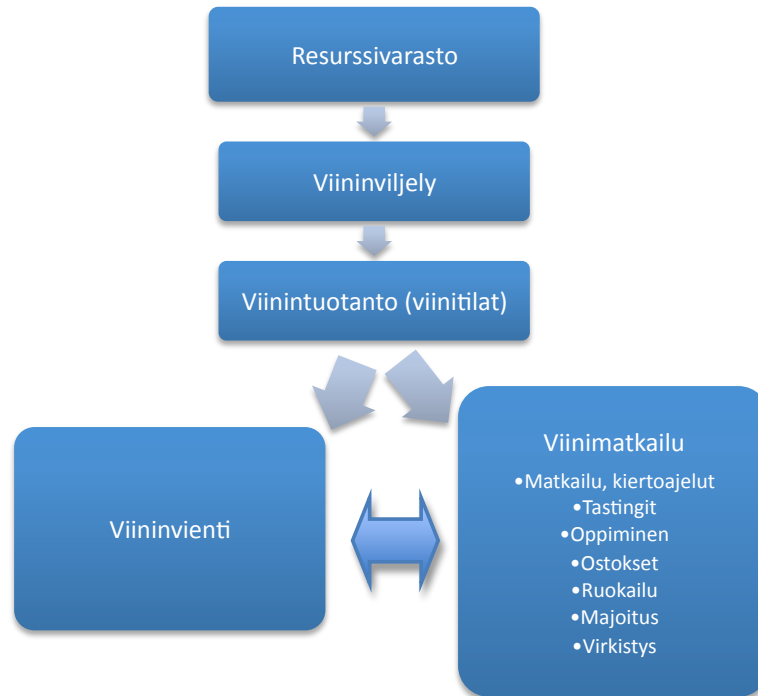 Resurssivarasto
Viininviljely
Viinintuotanto (viinitilat)
Viininvienti
Viinimatkailu
•Matkailu, kiertoajelut
•Tastingit
•Oppiminen
•Ostokset
•Ruokailu
•Majoitus
•Virkistys